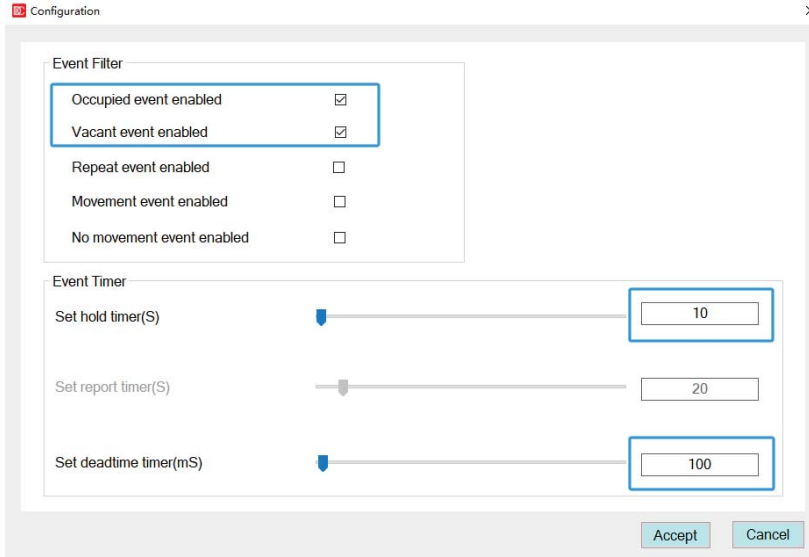 Configuration
Event Filter
Occupied event enabled
Vacant event enabled
Repeat event enabled
Movement event enabled
No movement event enabled
Event Timer
Set hold timer(S) 10
Set report timer(S) 20
Set deadtime timer(mS) 100
Accept Cancel